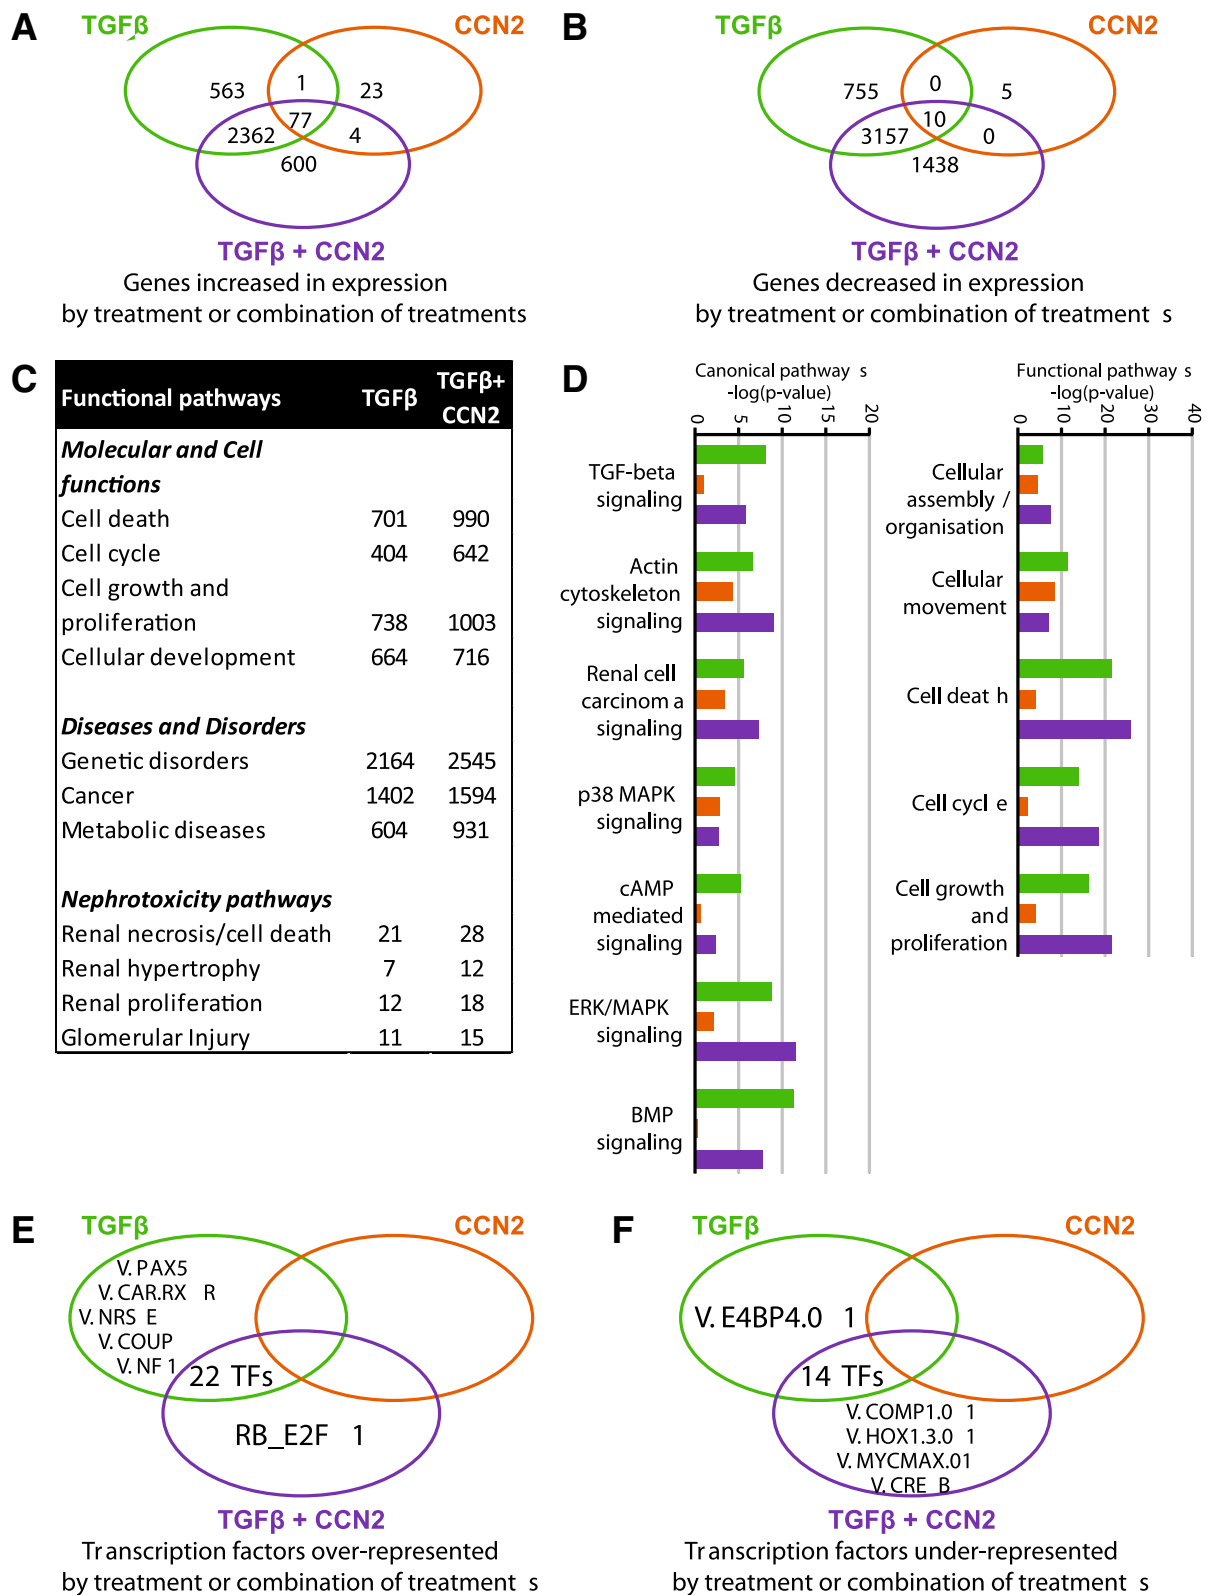 A
TGFβ
CCN2
563
1
23
77
2362
4
600
TGFβ + CCN2
Genes increased in expression
by treatment or combination of treatments
B
TGFβ
CCN2
755
0
5
10
3157
0
1438
TGFβ + CCN2
Genes decreased in expression
by treatment or combination of treatment s
C
Functional pathways TGFβ TGFβ+ CCN2
Molecular and Cell
functions
Cell death 701 990
Cell cycle 404 642
Cell growth and
proliferation 738 1003
Cellular development 664 716
Diseases and Disorders
Genetic disorders 2164 2545
Cancer 1402 1594
Metabolic diseases 604 931
Nephrotoxicity pathways
Renal necrosis/cell death 21 28
Renal hypertrophy 7 12
Renal proliferation 12 18
Glomerular Injury 11 15
D
Canonical pathway s
-log(p-value)
0 5 10 15 20
TGF-beta
signaling
Actin
cytoskeleton
signaling
Renal cell
carcinom a
signaling
p38 MAPK
signaling
cAMP
mediated
signaling
ERK/MAPK
signaling
BMP
signaling
Functional pathway s
-log(p-value)
0 10 20 30 40
Cellular
assembly /
organisation
Cellular
movement
Cell deat h
Cell cycl e
Cell growth
and
proliferation
E
TGFβ
CCN2
V. PAX5
V. CAR.RX R
V. NRS E
V. COUP
V. NF 1
22 TFs
RB_E2F 1
TGFβ + CCN2
Tr anscription factors over-represented
by treatment or combination of treatment s
F
TGFβ
CCN2
V. E4BP4.0 1
14 TFs
V. COMP1.0 1
V. HOX1.3.0 1
V. MYCMAX.01
V. CRE B
TGFβ + CCN2
Tr anscription factors under-represented
by treatment or combination of treatment s